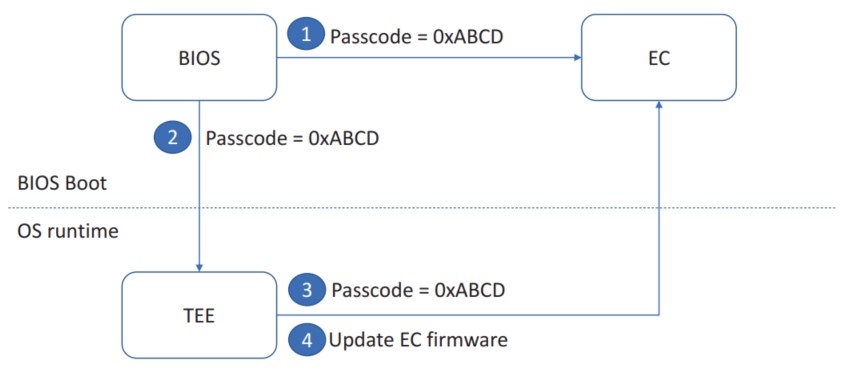 BIOS
1 Passcode = 0xABCD
EC
2 Passcode = 0xABCD
BIOS Boot
OS runtime
TEE
3 Passcode = 0xABCD
4 Update EC firmware